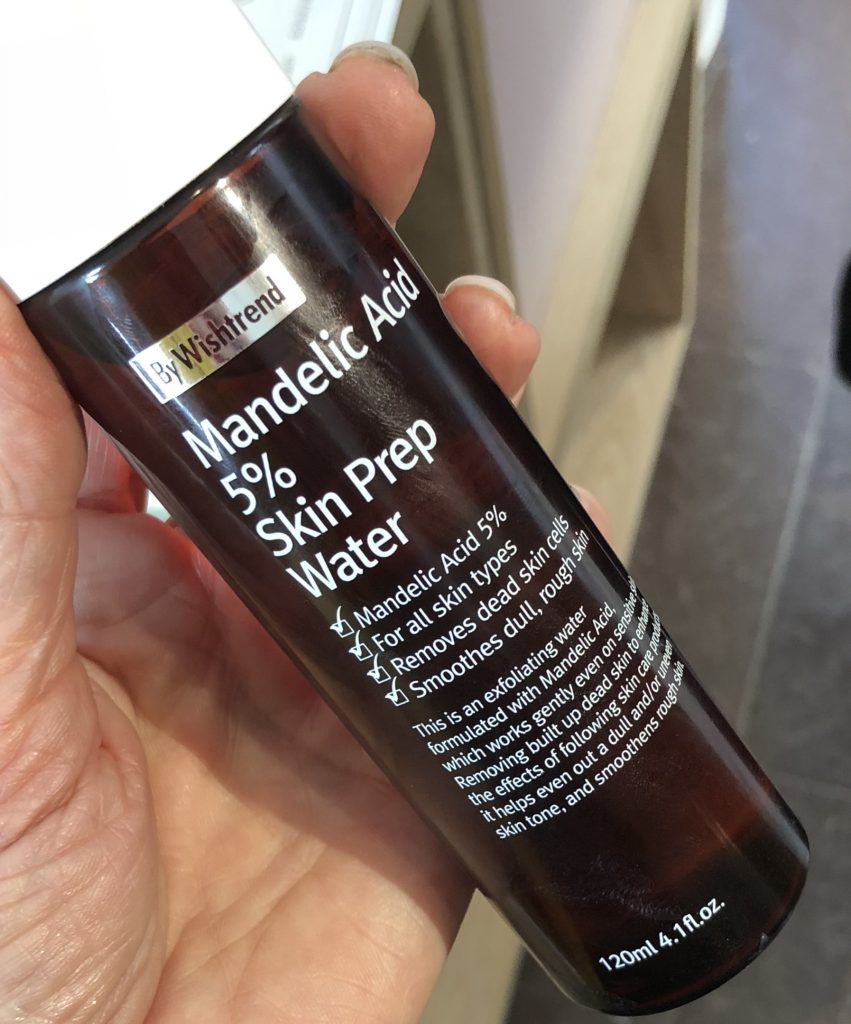 By Wishtrend
Mandelic Acid
5%
Skin Prep
Water
Mandelic Acid 5%
For all skin types
Removes dead skin cells
Smoothes dull, rough skin
This is an exfoliating water
formulated with Mandelic Acid,
which works gently even on sensitive
Removing built up dead skin to
the effects of following skin care
it helps even out a dull and/or uneven
skin tone, and smoothens rough skin.
120ml 4.1fl.oz.